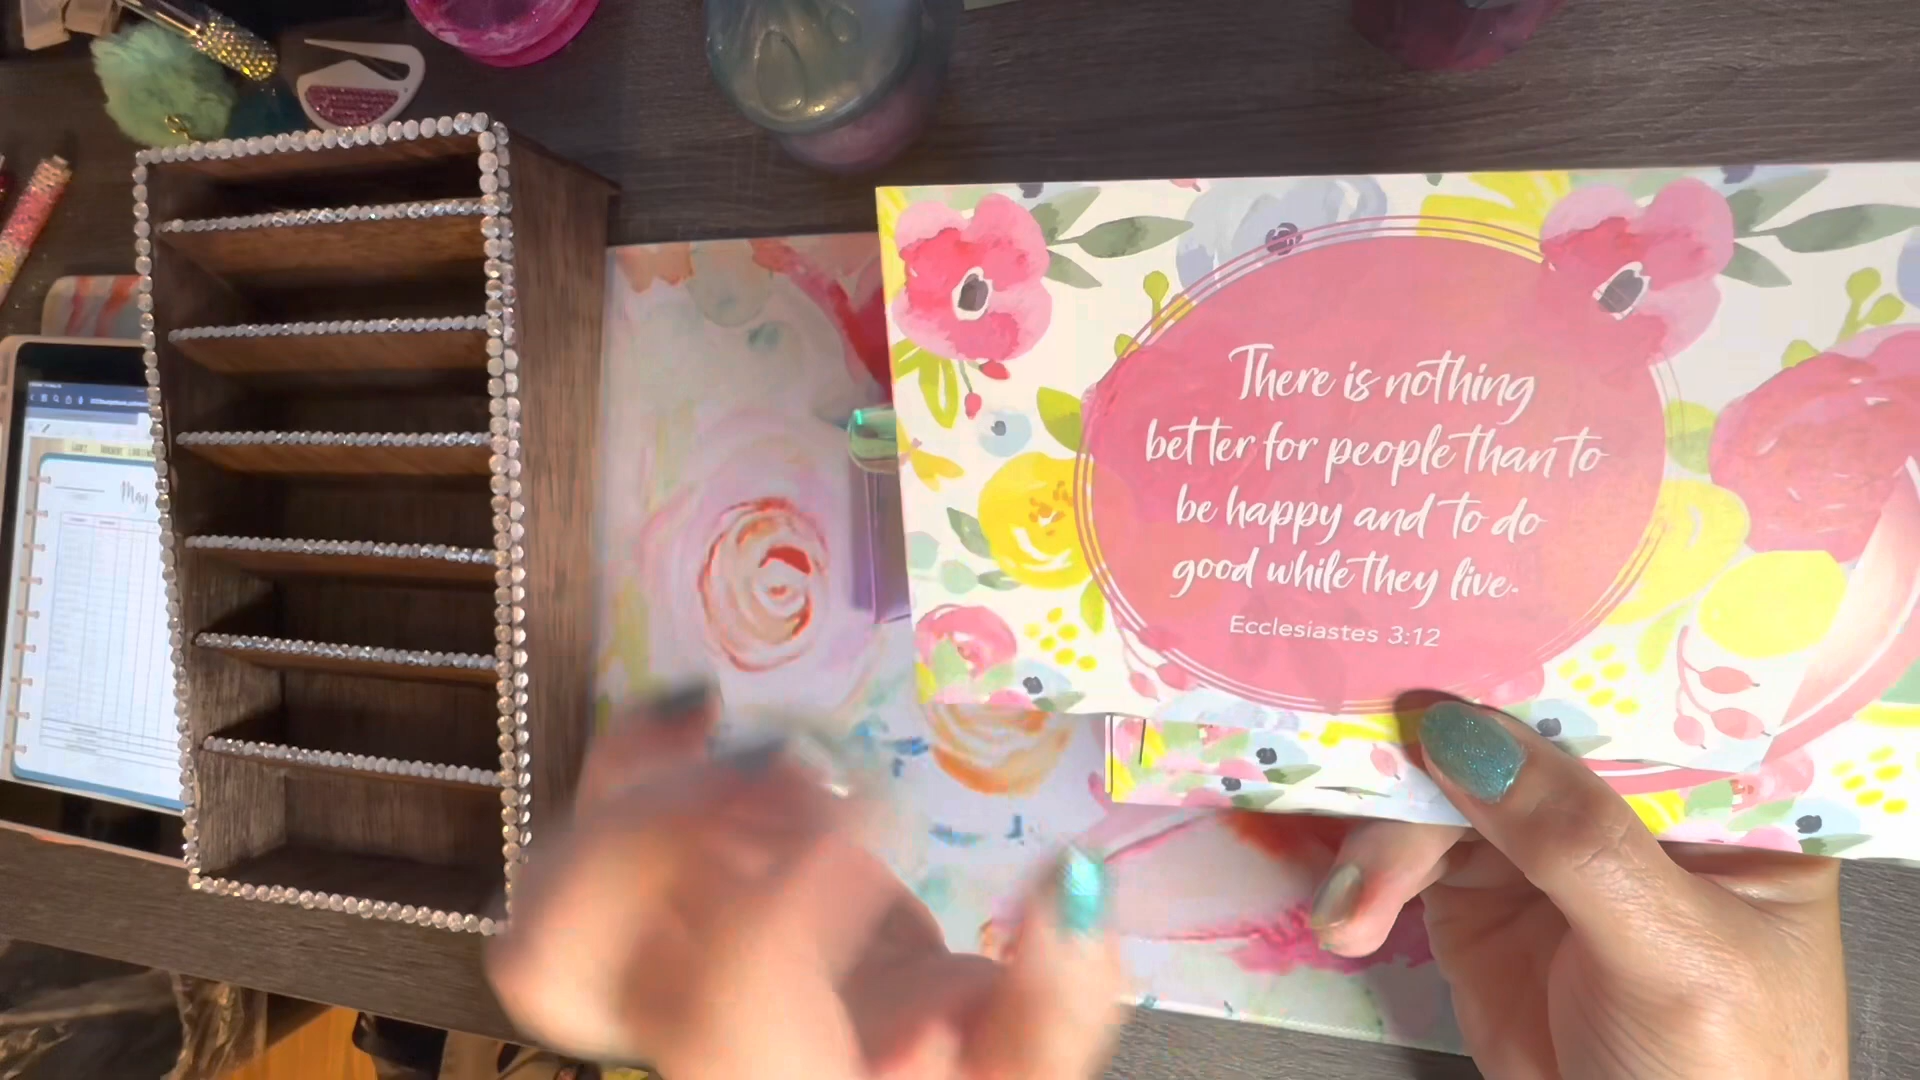 There is nothing
better for people than to
be happy and to do
good while they live.
Ecclesiastes 3:12
May